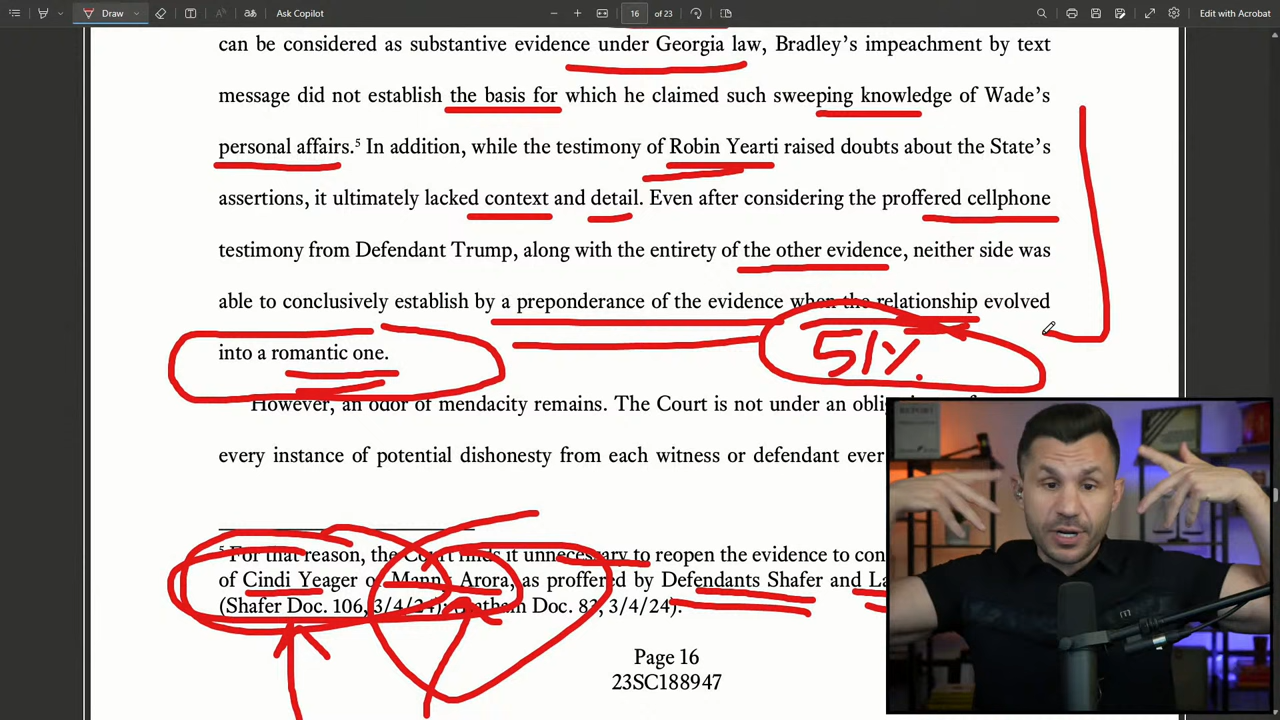 Draw
Ask Copilot
16 of 23
Edit with Acrobat
can be considered as substantive evidence under Georgia law, Bradley's impeachment by text
message did not establish the basis for which he claimed such sweeping knowledge of Wade's
personal affairs.⁵ In addition, while the testimony of Robin Yearti raised doubts about the State's
assertions, it ultimately lacked context and detail. Even after considering the proffered cellphone
testimony from Defendant Trump, along with the entirety of the other evidence, neither side was
able to conclusively establish by a preponderance of the evidence when the relationship evolved
into a romantic one.
51%
However, an odor of mendacity remains. The Court is not under an
every instance of potential dishonesty from each witness or defendant ever
⁵ For that reason, the Court finds it unnecessary to reopen the evidence to
of Cindi Yeager or Manny Arora, as proffered by Defendants Shafer and
(Shafer Doc. 106, 3/4/24); (Latham Doc. 82, 3/4/24).
Page 16
23SC188947